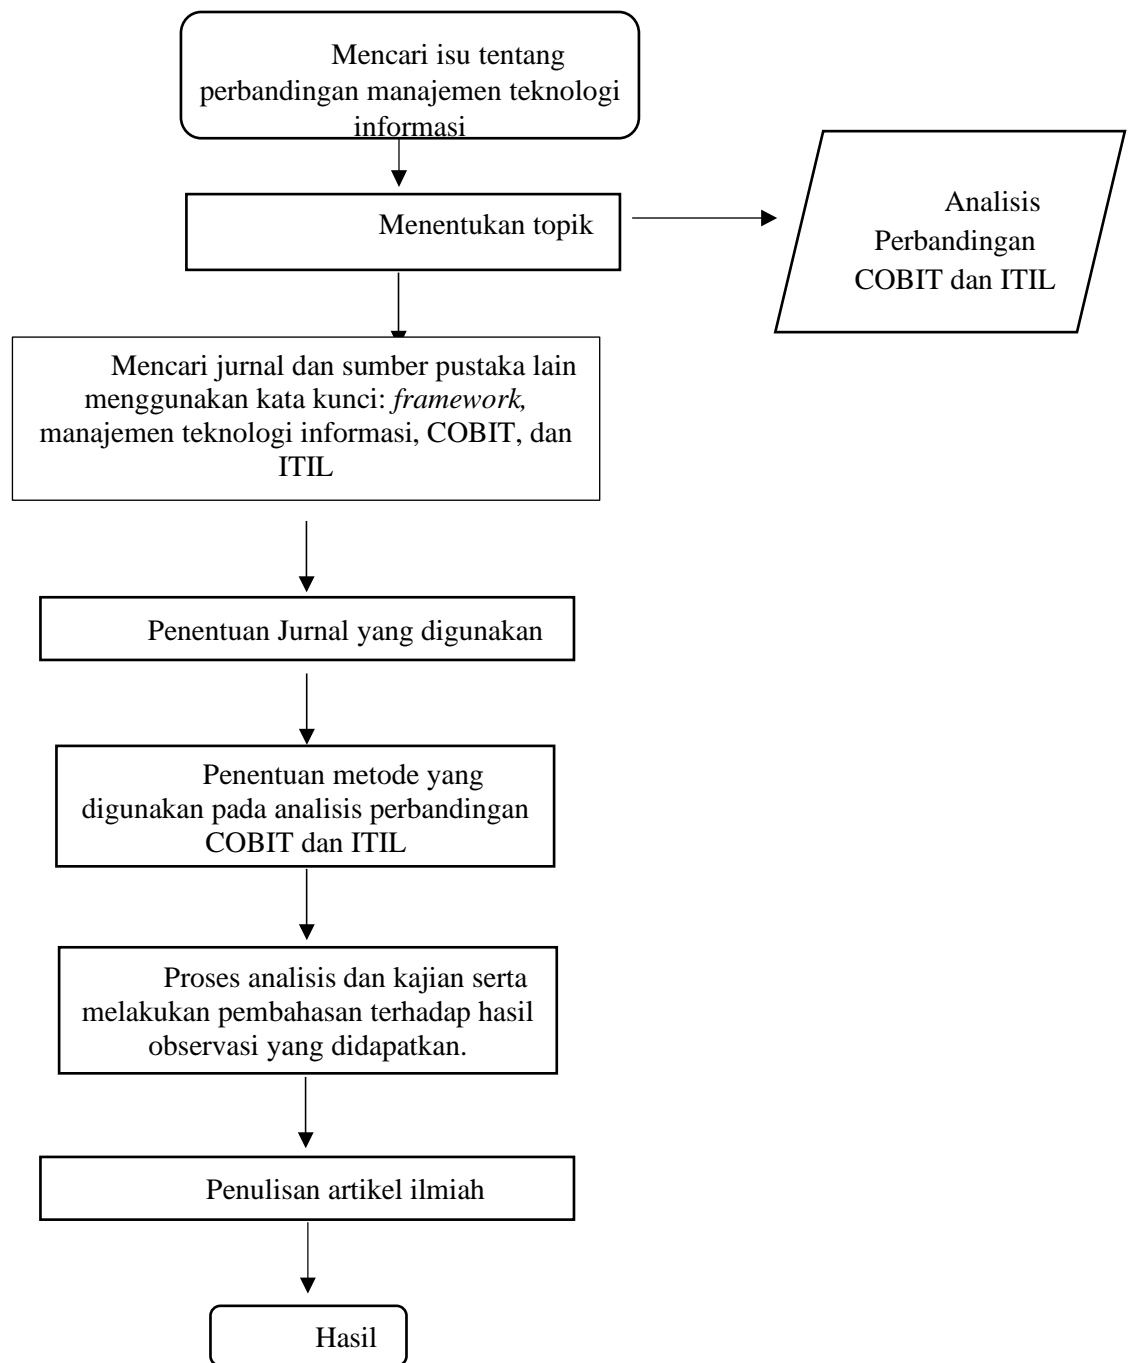 Mencari isu tentang
perbandingan manajemen teknologi
informasi
Menentukan topik
Analisis
Perbandingan
COBIT dan ITIL
Mencari jurnal dan sumber pustaka lain
menggunakan kata kunci: framework,
manajemen teknologi informasi, COBIT, dan
ITIL
Penentuan Jurnal yang digunakan
Penentuan metode yang
digunakan pada analisis perbandingan
COBIT dan ITIL
Proses analisis dan kajian serta
melakukan pembahasan terhadap hasil
observasi yang didapatkan.
Penulisan artikel ilmiah
Hasil